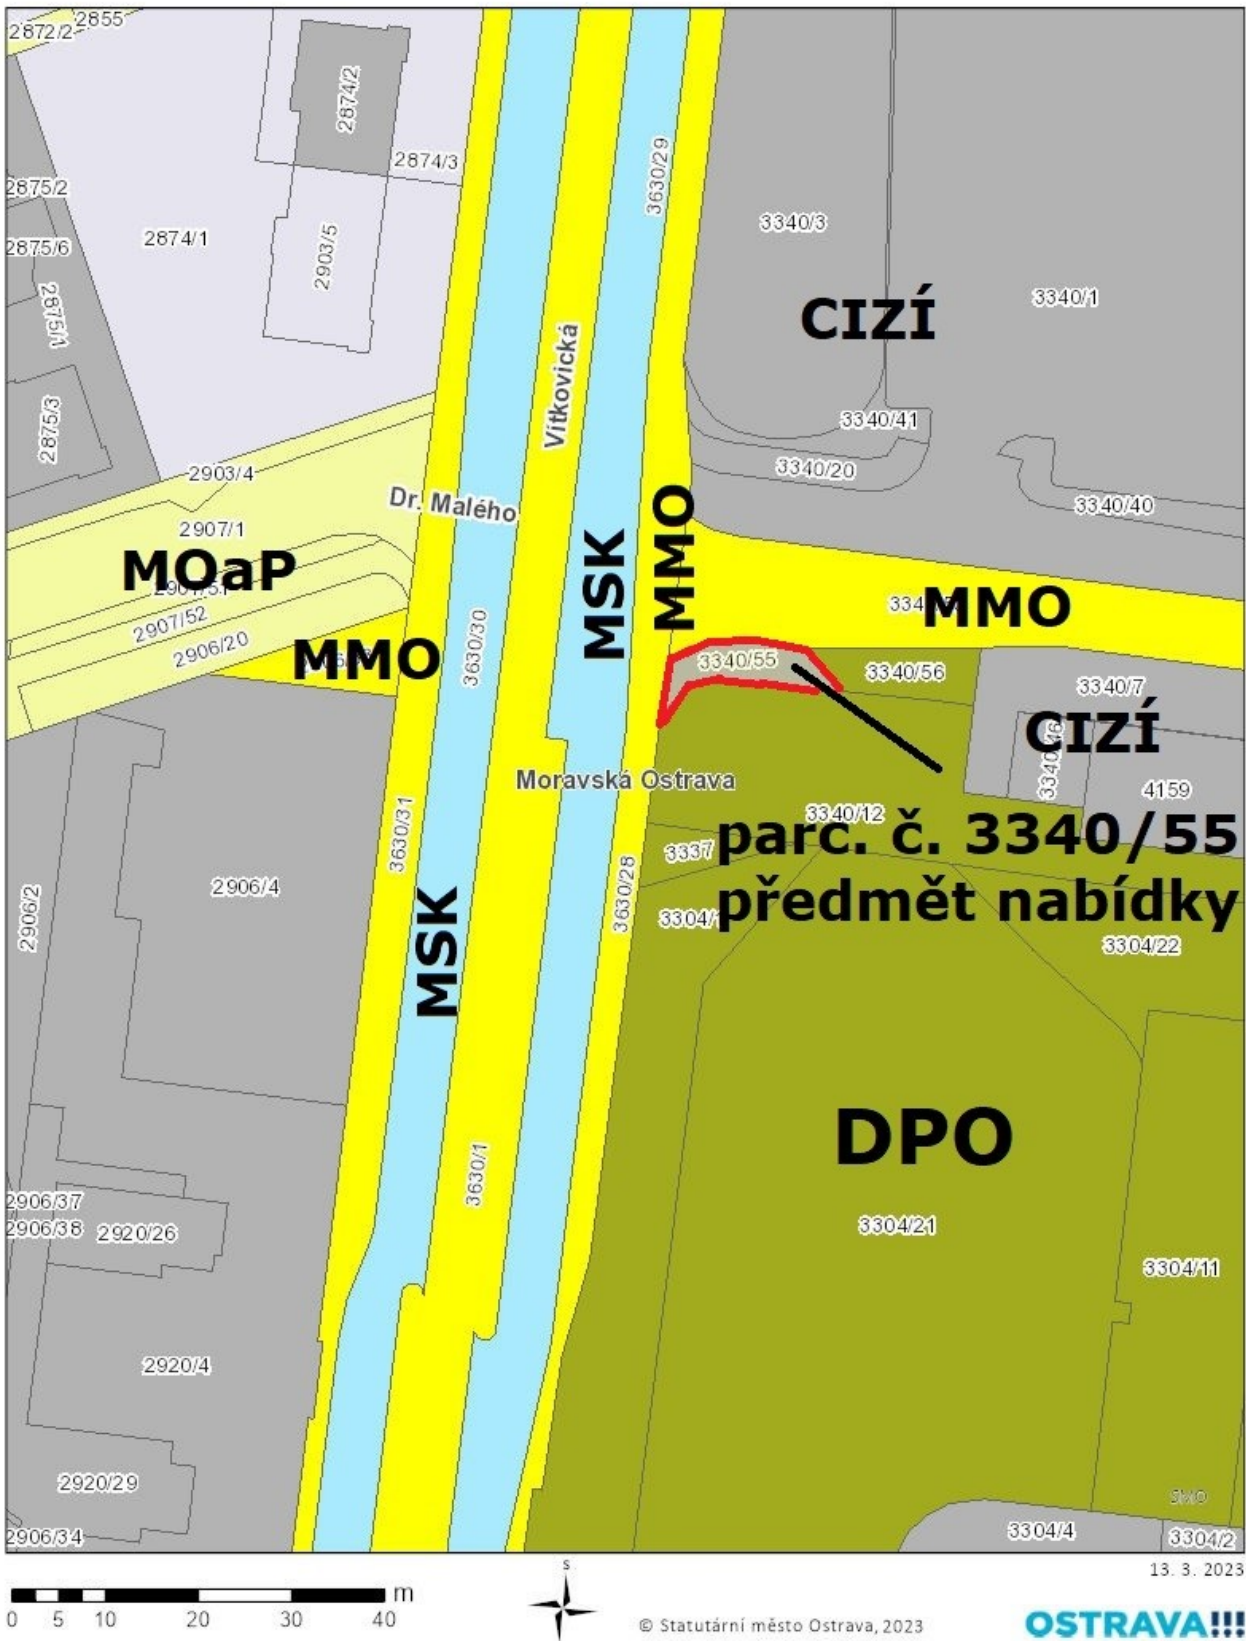 2855
2872/2
2874/2
2874/3
3630/29
2875/2
3340/3
2874/1
2875/6
2903/5
3340/1
2875/1
CIZÍ
Vítkovická
2875/3
3340/41
2903/4
3340/20
Dr. Malého
3340/40
2907/1
MOaP
MSK
MMO
2907/52
MMO
2906/20
MMO
3630/30
3340/55
3340/56
3340/7
CIZÍ
Moravská Ostrava
4159
3340/12
3630/31
parc. č. 3340/55
3337
2906/4
2906/2
3630/28
předmět nabídky
3304/22
MSK
DPO
3630/1
2906/37
2906/38
2920/26
3304/21
3304/11
2920/4
2920/29
SMO
2906/34
3304/4
3304/2
13. 3. 2023
S
m
0 5 10 20 30 40
© Statutární město Ostrava, 2023
OSTRAVA!!!